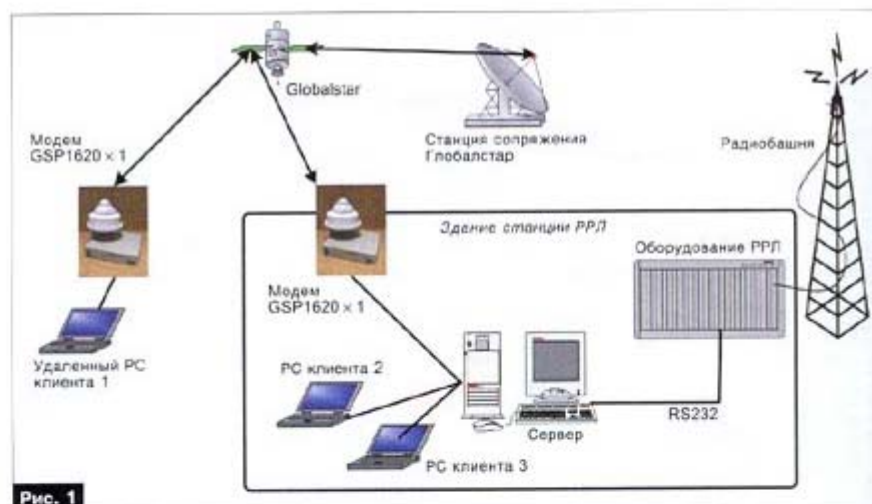 Globalstar
Станция сопряжения
Глобалстар
Радиобашня
Модем
GSP1620 × 1
Здание станции РРЛ
Оборудование РРЛ
Модем
GSP1620 × 1
Удаленный PC
клиента 1
PC клиента 2
PC клиента 3
Сервер
RS232
Рис. 1